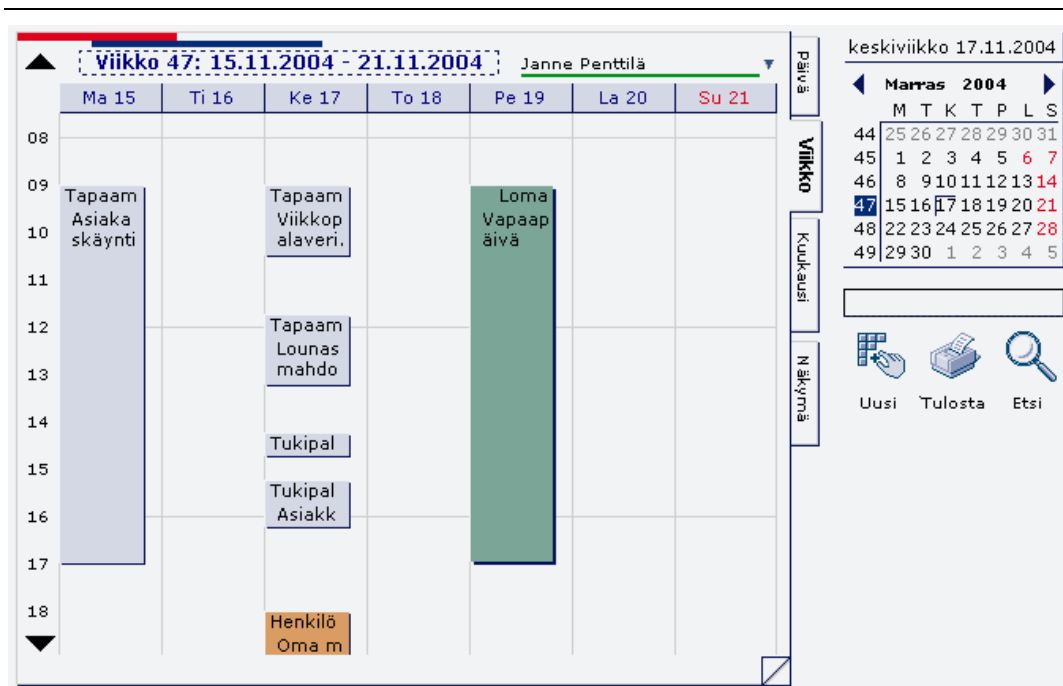 Viikko 47: 15.11.2004 - 21.11.2004
Janne Penttilä
Ma 15 Ti 16 Ke 17 To 18 Pe 19 La 20 Su 21
08
09
10
11
12
13
14
15
16
17
18
Tapaam
Asiaka
skäynti
Tapaam
Viikkop
alaveri.
Tapaam
Lounas
mahdo
Tukipal
Tukipal
Asiakk
Henkilö
Oma m
Loma
Vapaap
äivä
Päivä
Viikko
Kuukausi
Näkymä
keskiviikko 17.11.2004
Marras 2004
M T K T P L S
44 25 26 27 28 29 30 31
45 1 2 3 4 5 6 7
46 8 9 10 11 12 13 14
47 15 16 17 18 19 20 21
48 22 23 24 25 26 27 28
49 29 30 1 2 3 4 5
Uusi Tulosta Etsi